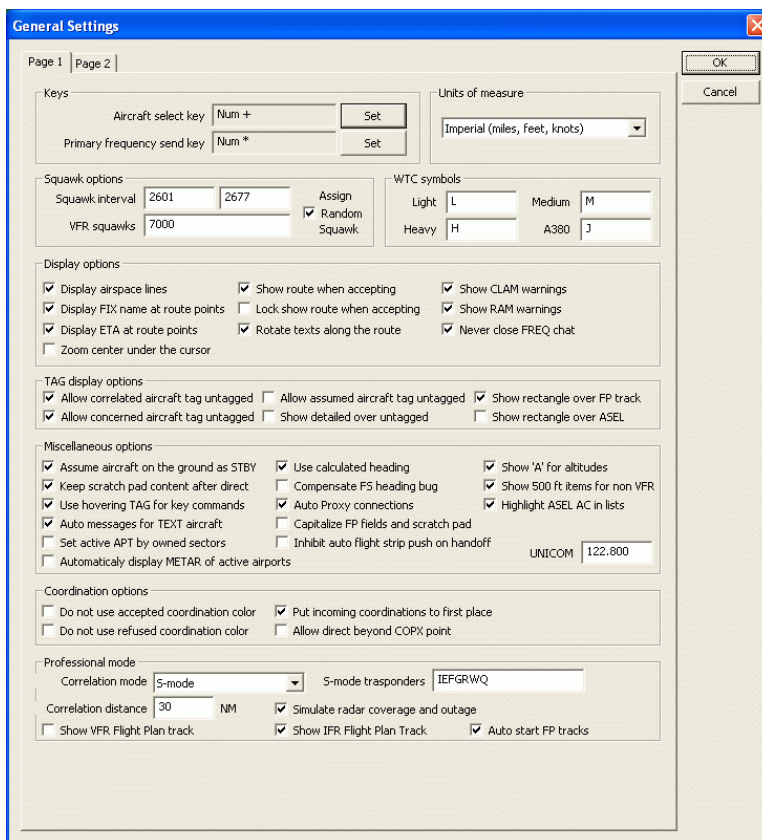 General Settings
Page 1 Page 2
OK
Cancel
Keys
Aircraft select key Num + Set
Primary frequency send key Num * Set
Units of measure
Imperial (miles, feet, knots)
Squawk options
Squawk interval 2601 2677
VFR squawks 7000
Assign
Random
Squawk
WTC symbols
Light L Medium M
Heavy H A380 J
Display options
Display airspace lines Show route when accepting Show CLAM warnings
Display FIX name at route points Lock show route when accepting Show RAM warnings
Display ETA at route points Rotate texts along the route Never close FREQ chat
Zoom center under the cursor
TAG display options
Allow correlated aircraft tag untagged Allow assumed aircraft tag untagged Show rectangle over FP track
Allow concerned aircraft tag untagged Show detailed over untagged Show rectangle over ASEL
Miscellaneous options
Assume aircraft on the ground as STBY Use calculated heading Show 'A' for altitudes
Keep scratch pad content after direct Compensate FS heading bug Show 500 ft items for non VFR
Use hovering TAG for key commands Auto Proxy connections Highlight ASEL AC in lists
Auto messages for TEXT aircraft Capitalize FP fields and scratch pad
Set active APT by owned sectors Inhibit auto flight strip push on handoff
UNICOM 122.800
Automaticaly display METAR of active airports
Coordination options
Do not use accepted coordination color Put incoming coordinations to first place
Do not use refused coordination color Allow direct beyond COPX point
Professional mode
Correlation mode S-mode S-mode trasponders IEFGRWQ
Correlation distance 30 NM Simulate radar coverage and outage
Show VFR Flight Plan track Show IFR Flight Plan Track Auto start FP tracks